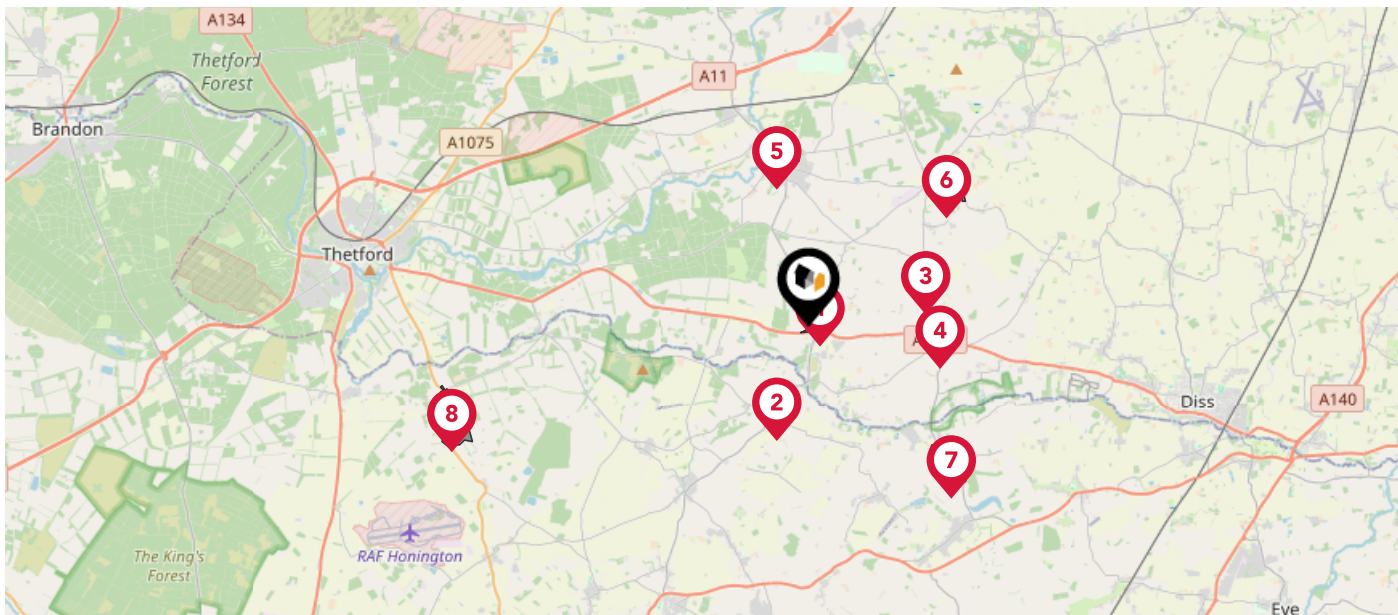 A134
Thetford
Forest
A11
Brandon
A1075
5
6
Thetford
3
4
8
2
Diss
A140
7
The King's
Forest
RAF Honington
Eye